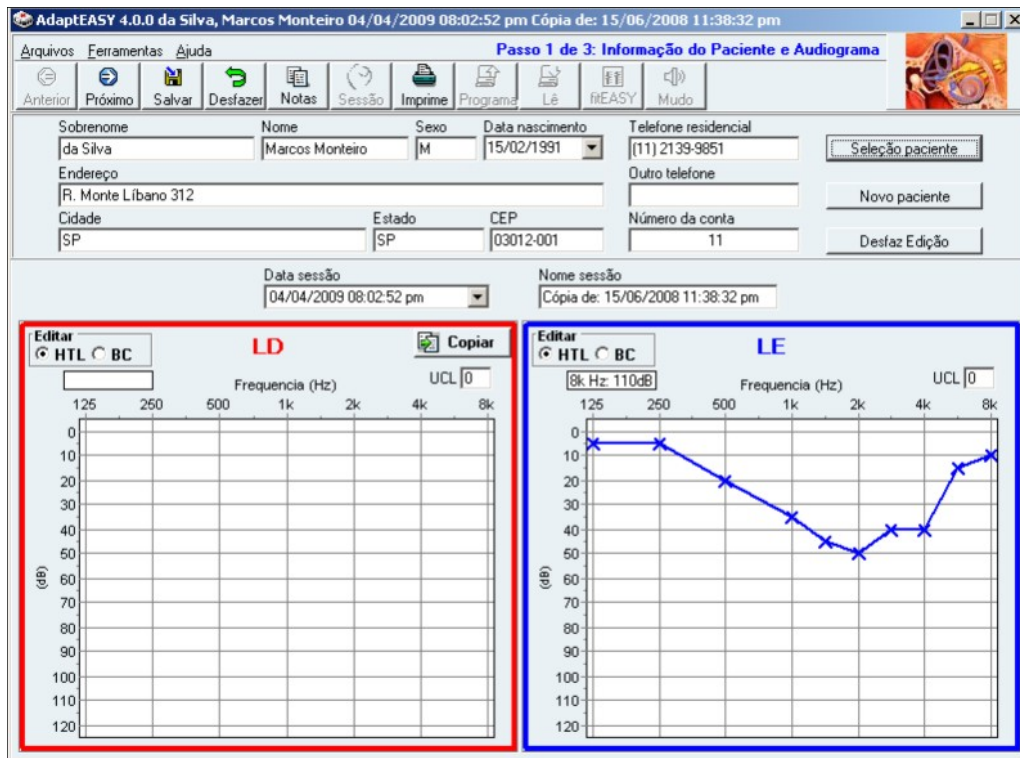 AdaptEASY 4.0.0 da Silva, Marcos Monteiro 04/04/2009 08:02:52 pm Cópia de: 15/06/2008 11:38:32 pm
Arquivos Ferramentas Ajuda
Passo 1 de 3: Informação do Paciente e Audiograma
Anterior Próximo Salvar Desfazer Notas Sessão Imprime Programa Lê fitEASY Mudo
Sobrenome Nome Sexo Data nascimento Telefone residencial
da Silva Marcos Monteiro M 15/02/1991 (11) 2139-9851 Seleção paciente
Endereço Outro telefone
R. Monte Líbano 312 Novo paciente
Cidade Estado CEP Número da conta
SP SP 03012-001 11 Desfaz Edição
Data sessão Nome sessão
04/04/2009 08:02:52 pm Cópia de: 15/06/2008 11:38:32 pm
Editar
HTL BC
LD
Copiar
Frequencia (Hz)
UCL 0
125 250 500 1k 2k 4k 8k
0
10
20
30
40
50
(dB) 60
70
80
90
100
110
120
Editar
HTL BC
LE
8k Hz: 110dB
Frequencia (Hz)
UCL 0
125 250 500 1k 2k 4k 8k
0
10
20
30
40
50
(dB) 60
70
80
90
100
110
120